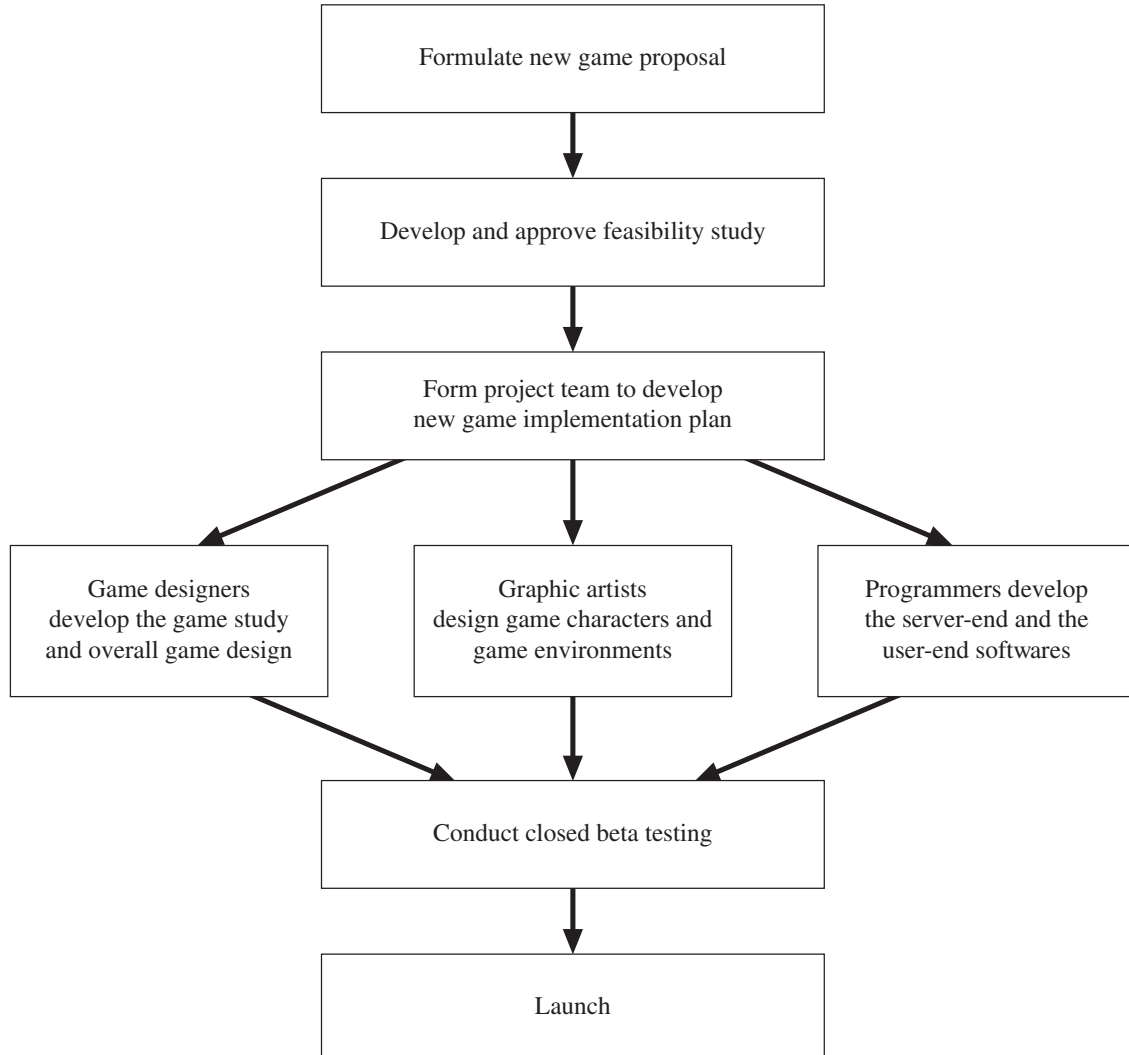 Formulate new game proposal
Develop and approve feasibility study
Form project team to develop
new game implementation plan
Game designers
develop the game study
and overall game design
Graphic artists
design game characters and
game environments
Programmers develop
the server-end and the
user-end softwares
Conduct closed beta testing
Launch